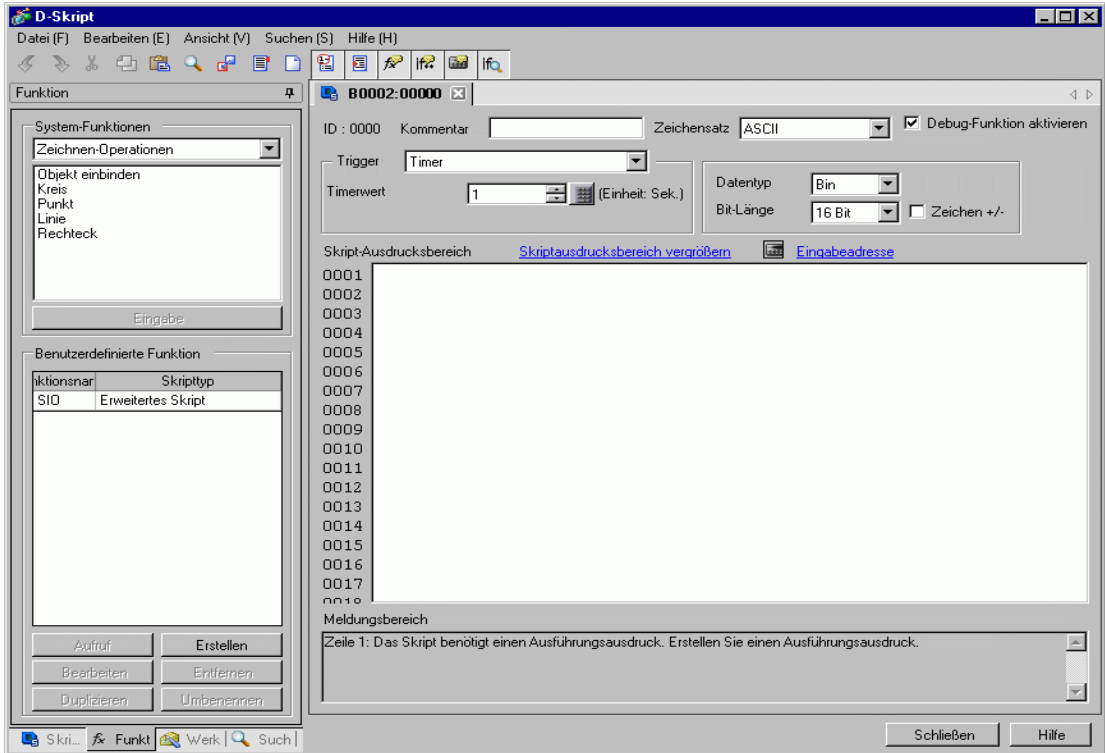 D-Skript
Datei (F) Bearbeiten (E) Ansicht (V) Suchen (S) Hilfe (H)
Funktion
System-Funktionen
Zeichnen-Operationen
Objekt einbinden
Kreis
Punkt
Linie
Rechteck
Eingabe
Benutzerdefinierte Funktion
nktionsnar Skripttyp
SIO Erweitertes Skript
Aufruf Erstellen
Bearbeiten Entfernen
Duplizieren Umbenennen
Skri... fx Funkt Werk Such
B0002:00000
ID : 0000 Kommentar Zeichensatz ASCII Debug-Funktion aktivieren
Trigger Timer
Timerwert 1 (Einheit: Sek.)
Datentyp Bin
Bit-Länge 16 Bit Zeichen +/-
Skript-Ausdrucksbereich Skriptausdrucksbereich vergrößern Eingabeadresse
0001
0002
0003
0004
0005
0006
0007
0008
0009
0010
0011
0012
0013
0014
0015
0016
0017
0018
Meldungsbereich
Zeile 1: Das Skript benötigt einen Ausführungsausdruck. Erstellen Sie einen Ausführungsausdruck.
Schließen Hilfe